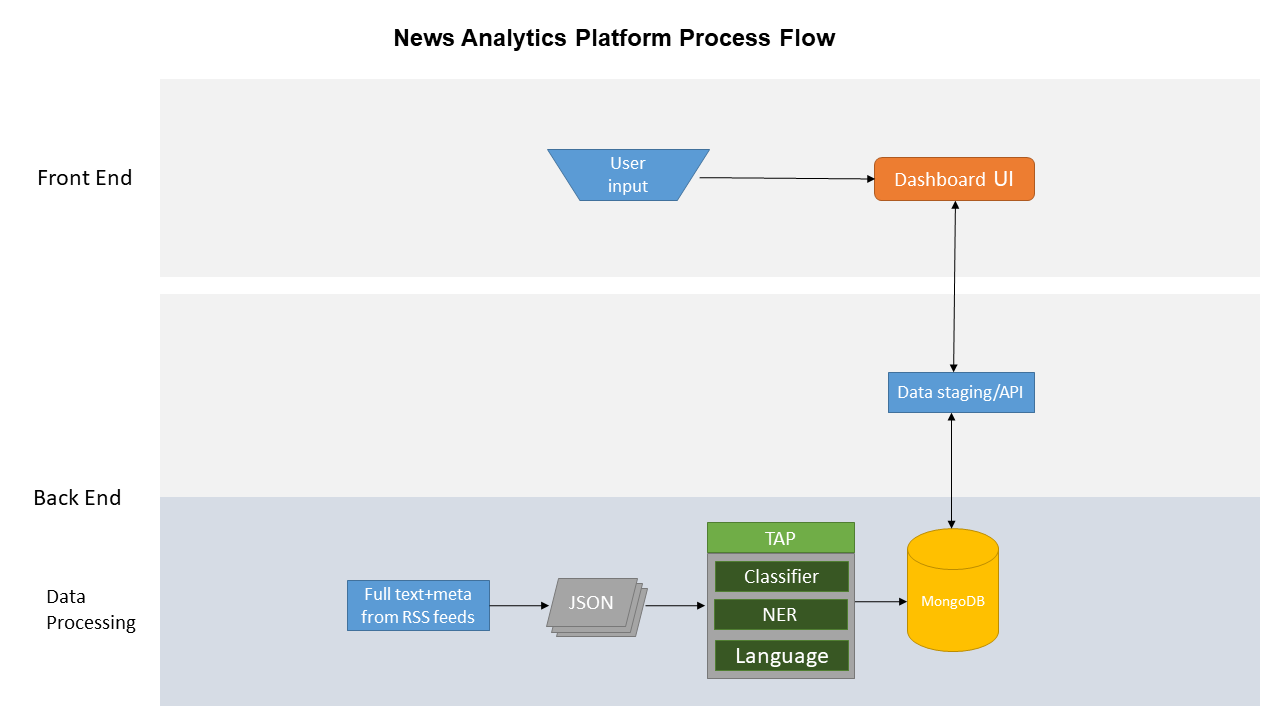 News Analytics Platform Process Flow
Front End
User
input
Dashboard UI
Data staging/API
Back End
Data
Processing
Full text+meta
from RSS feeds
JSON
TAP
Classifier
NER
Language
MongoDB